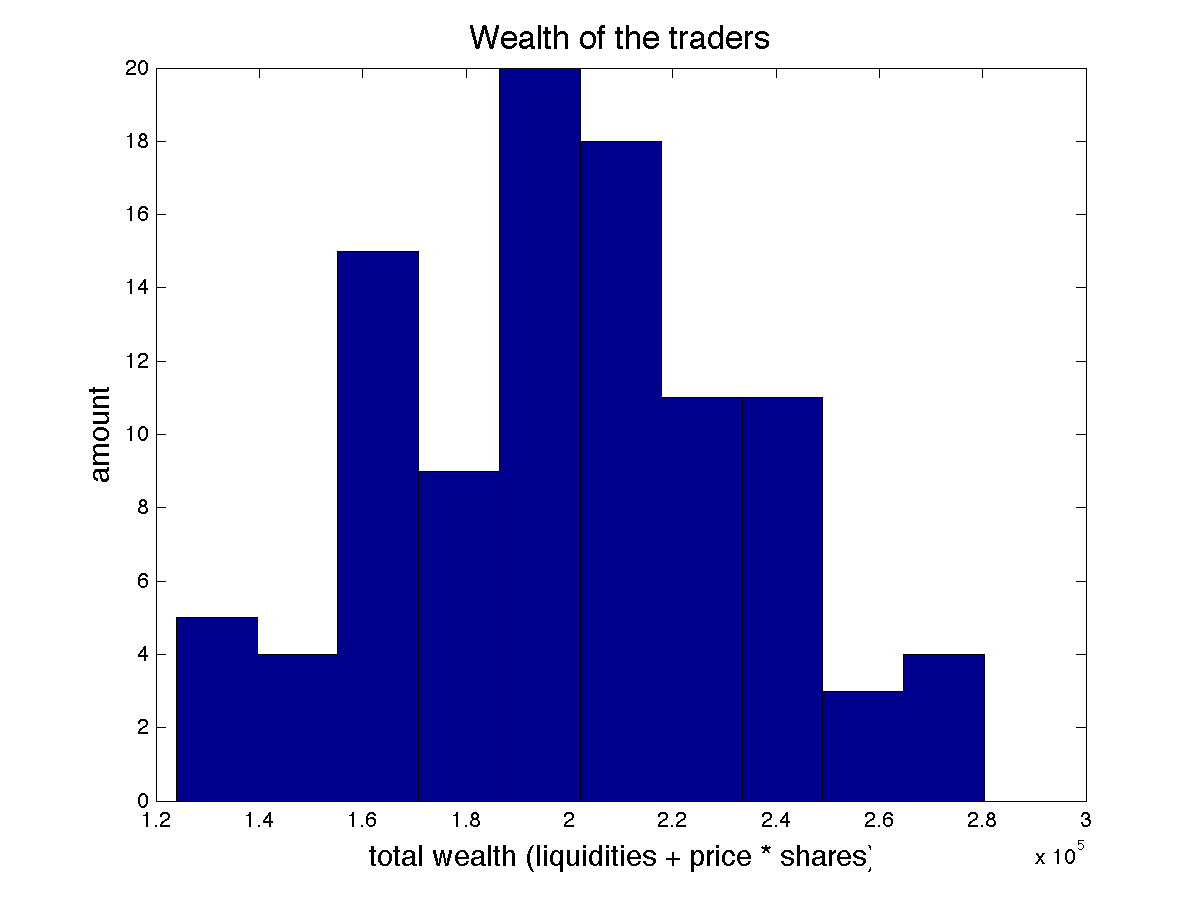 Wealth of the traders
20
18
16
14
12
10
8
6
4
2
0
amount
1.2 1.4 1.6 1.8 2 2.2 2.4 2.6 2.8 3
x 10^5
total wealth (liquidities + price * shares)